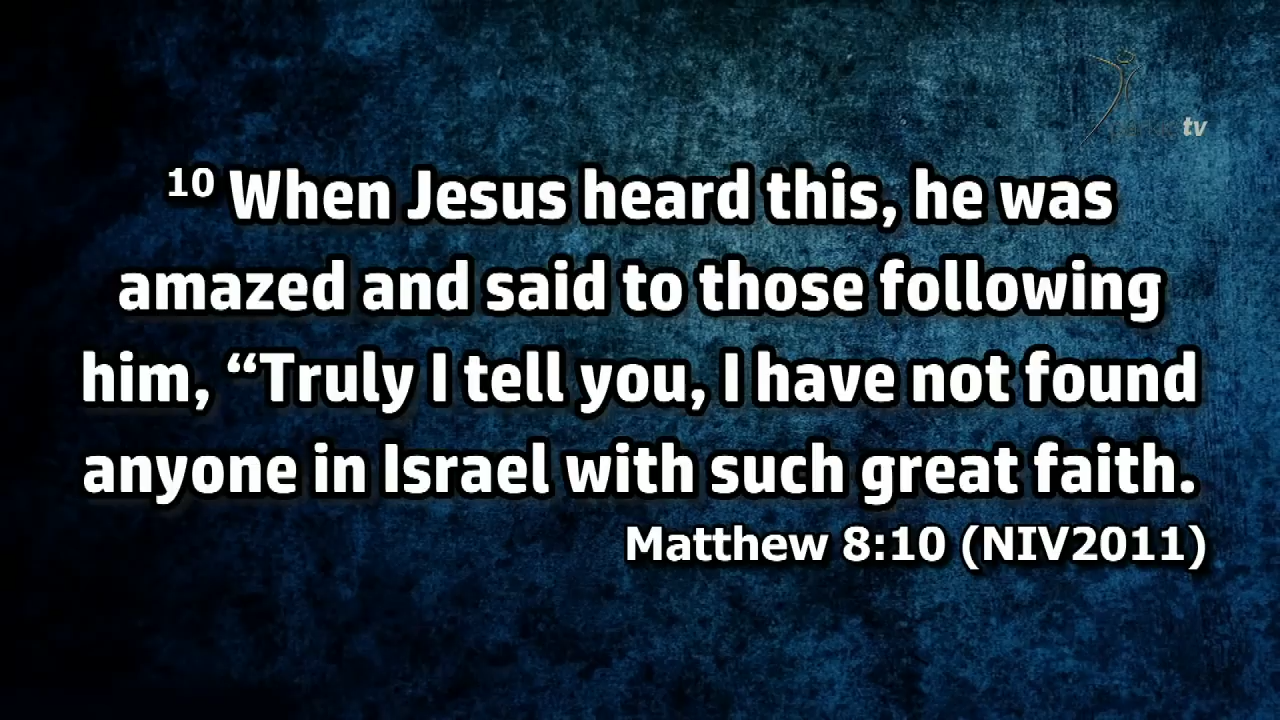 tv
¹⁰ When Jesus heard this, he was
amazed and said to those following
him, “Truly I tell you, I have not found
anyone in Israel with such great faith.
Matthew 8:10 (NIV2011)